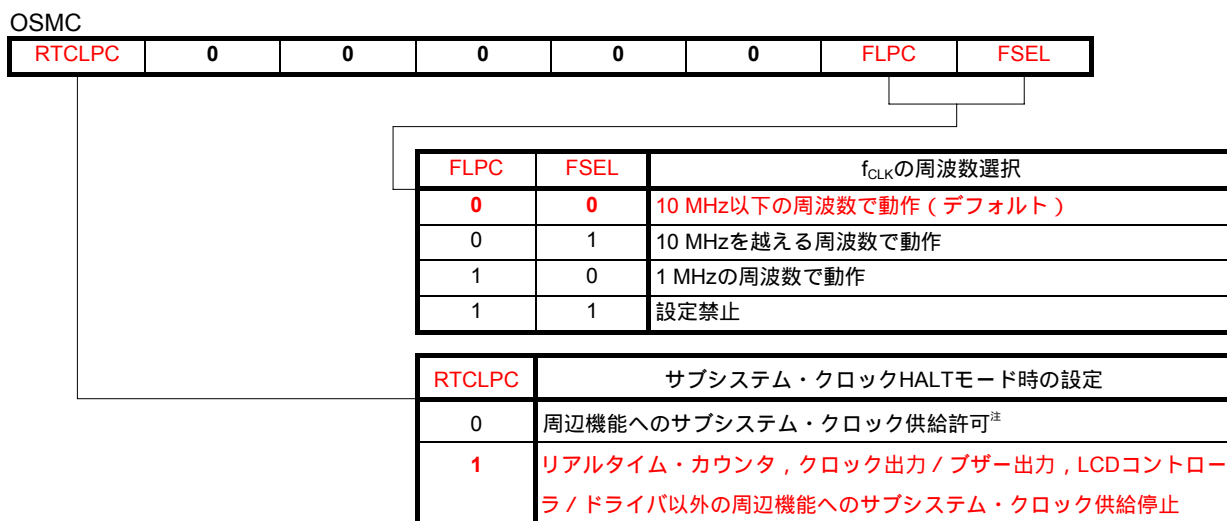 OSMC
RTCLPC 0 0 0 0 0 FLPC FSEL
FLPC FSEL fCLKの周波数選択
0 0 10 MHz以下の周波数で動作（デフォルト）
0 1 10 MHzを越える周波数で動作
1 0 1 MHzの周波数で動作
1 1 設定禁止
RTCLPC サブシステム・クロックHALTモード時の設定
0 周辺機能へのサブシステム・クロック供給許可注
1 リアルタイム・カウンタ，クロック出力／ブザー出力，LCDコントロー
ラ／ドライバ以外の周辺機能へのサブシステム・クロック供給停止